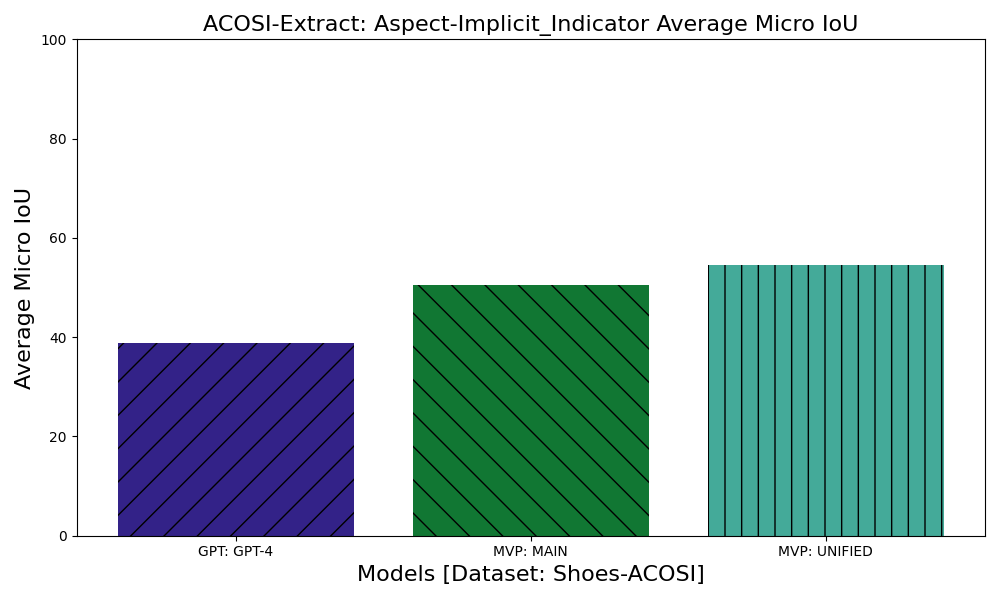 ACOSI-Extract: Aspect-Implicit_Indicator Average Micro IoU
Average Micro IoU
100
80
60
40
20
0
GPT: GPT-4
MVP: MAIN
MVP: UNIFIED
Models [Dataset: Shoes-ACOSI]